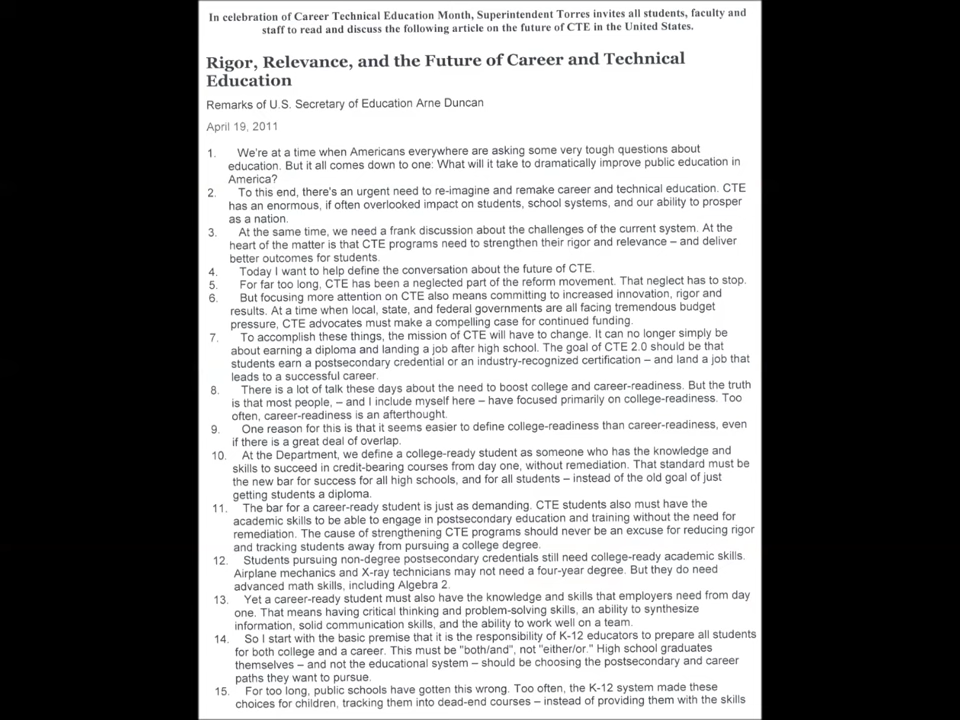 In celebration of Career Technical Education Month, Superintendent Torres invites all students, faculty and
staff to read and discuss the following article on the future of CTE in the United States.
Rigor, Relevance, and the Future of Career and Technical
Education
Remarks of U.S. Secretary of Education Arne Duncan
April 19, 2011
1. We're at a time when Americans everywhere are asking some very tough questions about
education. But it all comes down to one: What will it take to dramatically improve public education in
America?
2. To this end, there's an urgent need to re-imagine and remake career and technical education. CTE
has an enormous, if often overlooked impact on students, school systems, and our ability to prosper
as a nation.
3. At the same time, we need a frank discussion about the challenges of the current system. At the
heart of the matter is that CTE programs need to strengthen their rigor and relevance – and deliver
better outcomes for students.
4. Today I want to help define the conversation about the future of CTE.
5. For far too long, CTE has been a neglected part of the reform movement. That neglect has to stop.
6. But focusing more attention on CTE also means committing to increased innovation, rigor and
results. At a time when local, state, and federal governments are all facing tremendous budget
pressure, CTE advocates must make a compelling case for continued funding.
7. To accomplish these things, the mission of CTE will have to change. It can no longer simply be
about earning a diploma and landing a job after high school. The goal of CTE 2.0 should be that
students earn a postsecondary credential or an industry-recognized certification – and land a job that
leads to a successful career.
8. There is a lot of talk these days about the need to boost college and career-readiness. But the truth
is that most people, – and I include myself here – have focused primarily on college-readiness. Too
often, career-readiness is an afterthought.
9. One reason for this is that it seems easier to define college-readiness than career-readiness, even
if there is a great deal of overlap.
10. At the Department, we define a college-ready student as someone who has the knowledge and
skills to succeed in credit-bearing courses from day one, without remediation. That standard must be
the new bar for success for all high schools, and for all students – instead of the old goal of just
getting students a diploma.
11. The bar for a career-ready student is just as demanding. CTE students also must have the
academic skills to be able to engage in postsecondary education and training without the need for
remediation. The cause of strengthening CTE programs should never be an excuse for reducing rigor
and tracking students away from pursuing a college degree.
12. Students pursuing non-degree postsecondary credentials still need college-ready academic skills.
Airplane mechanics and X-ray technicians may not need a four-year degree. But they do need
advanced math skills, including Algebra 2.
13. Yet a career-ready student must also have the knowledge and skills that employers need from day
one. That means having critical thinking and problem-solving skills, an ability to synthesize
information, solid communication skills, and the ability to work well on a team.
14. So I start with the basic premise that it is the responsibility of K-12 educators to prepare all students
for both college and a career. This must be "both/and", not "either/or." High school graduates
themselves – and not the educational system – should be choosing the postsecondary and career
paths they want to pursue.
15. For too long, public schools have gotten this wrong. Too often, the K-12 system made these
choices for children, tracking them into dead-end courses – instead of providing them with the skills